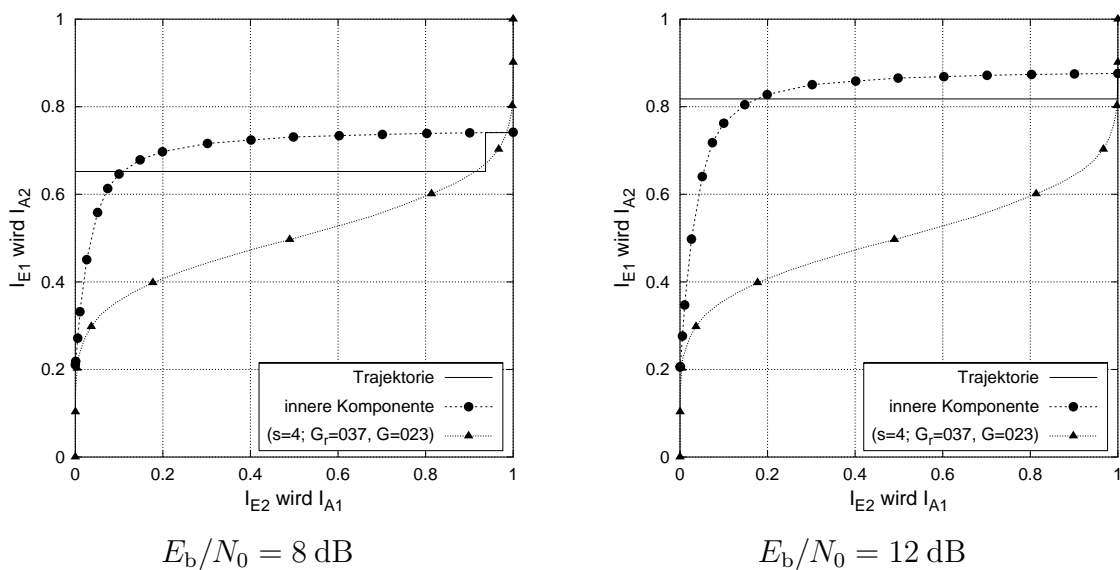 1
0.8
0.6
0.4
0.2
0
I_E1 wird I_A2
Trajektorie
innere Komponente
(s=4; G_r=037, G=023)
0 0.2 0.4 0.6 0.8 1
I_E2 wird I_A1
E_b/N_0 = 8 dB
1
0.8
0.6
0.4
0.2
0
I_E1 wird I_A2
Trajektorie
innere Komponente
(s=4; G_r=037, G=023)
0 0.2 0.4 0.6 0.8 1
I_E2 wird I_A1
E_b/N_0 = 12 dB